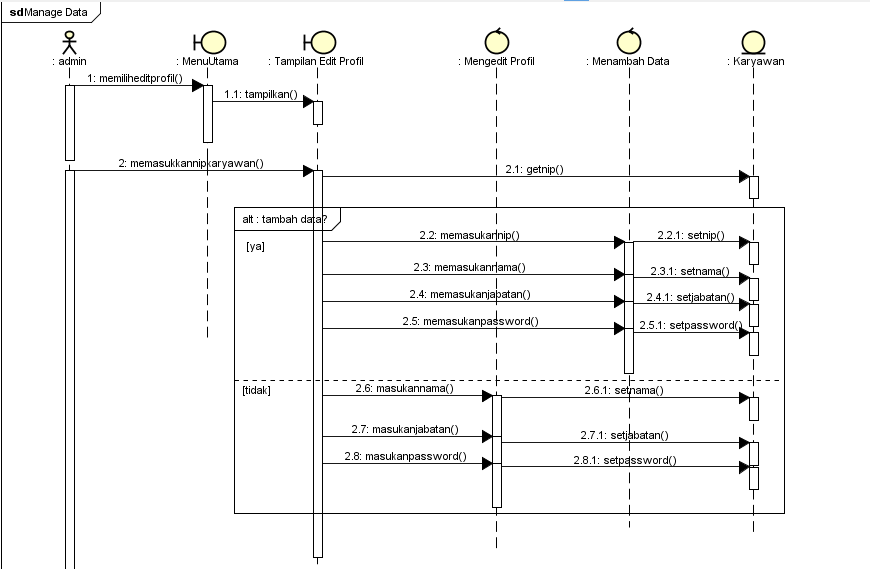 sd Manage Data
: admin
: MenuUtama
: Tampilan Edit Profil
: Mengedit Profil
: Menambah Data
: Karyawan
1: memiliheditprofil()
1.1: tampilkan()
2: memasukkannipkaryawan()
2.1: getnip()
alt : tambah data?
[ya]
2.2: memasukannip()
2.2.1: setnip()
2.3: memasukannama()
2.3.1: setnama()
2.4: memasukanjabatan()
2.4.1: setjabatan()
2.5: memasukanpassword()
2.5.1: setpassword()
[tidak]
2.6: masukannama()
2.6.1: setnama()
2.7: masukanjabatan()
2.7.1: setjabatan()
2.8: masukanpassword()
2.8.1: setpassword()